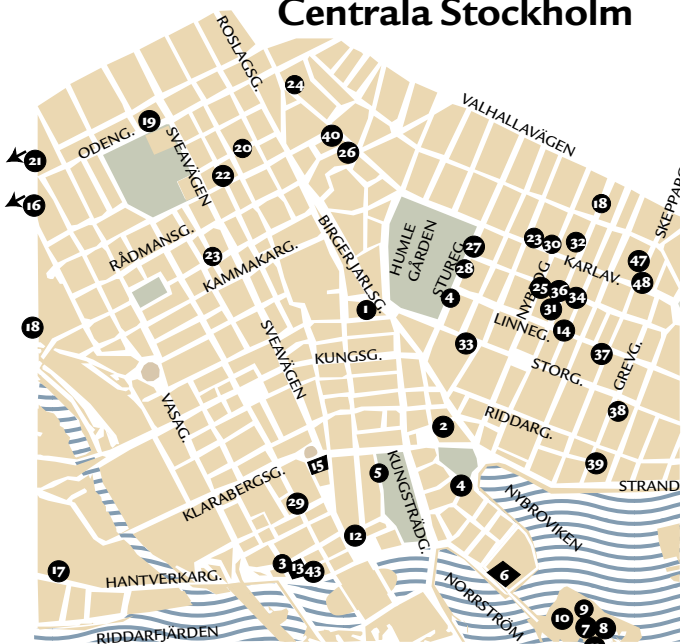 Centrala Stockholm
ROSLAGSG.
24
VALHALLAVÄGEN
19
ODENG.
SVEAVÄGEN
40
26
20
21
22
16
18
SKEPPARG
RÅDMANSG.
23
KAMMAKARG.
BIRGER JARLSG.
HUMLE
GÅRDEN
STUREG.
27
28
4
23
30
32
KARLAV.
47
48
NYBROG
25
36
34
31
14
LINNEG.
1
18
SVEAVÄGEN
KUNGSG.
33
STORG.
37
GREVG.
38
VASAG.
2
RIDDARG.
39
STRAND
15
5
KUNGSTRÄDG.
4
KLARABERGSG.
29
NYBROVIKEN
12
17
HANTVERKARG.
3
13
43
6
NORRSTRÖM
9
10
7
8
RIDDARFJÄRDEN